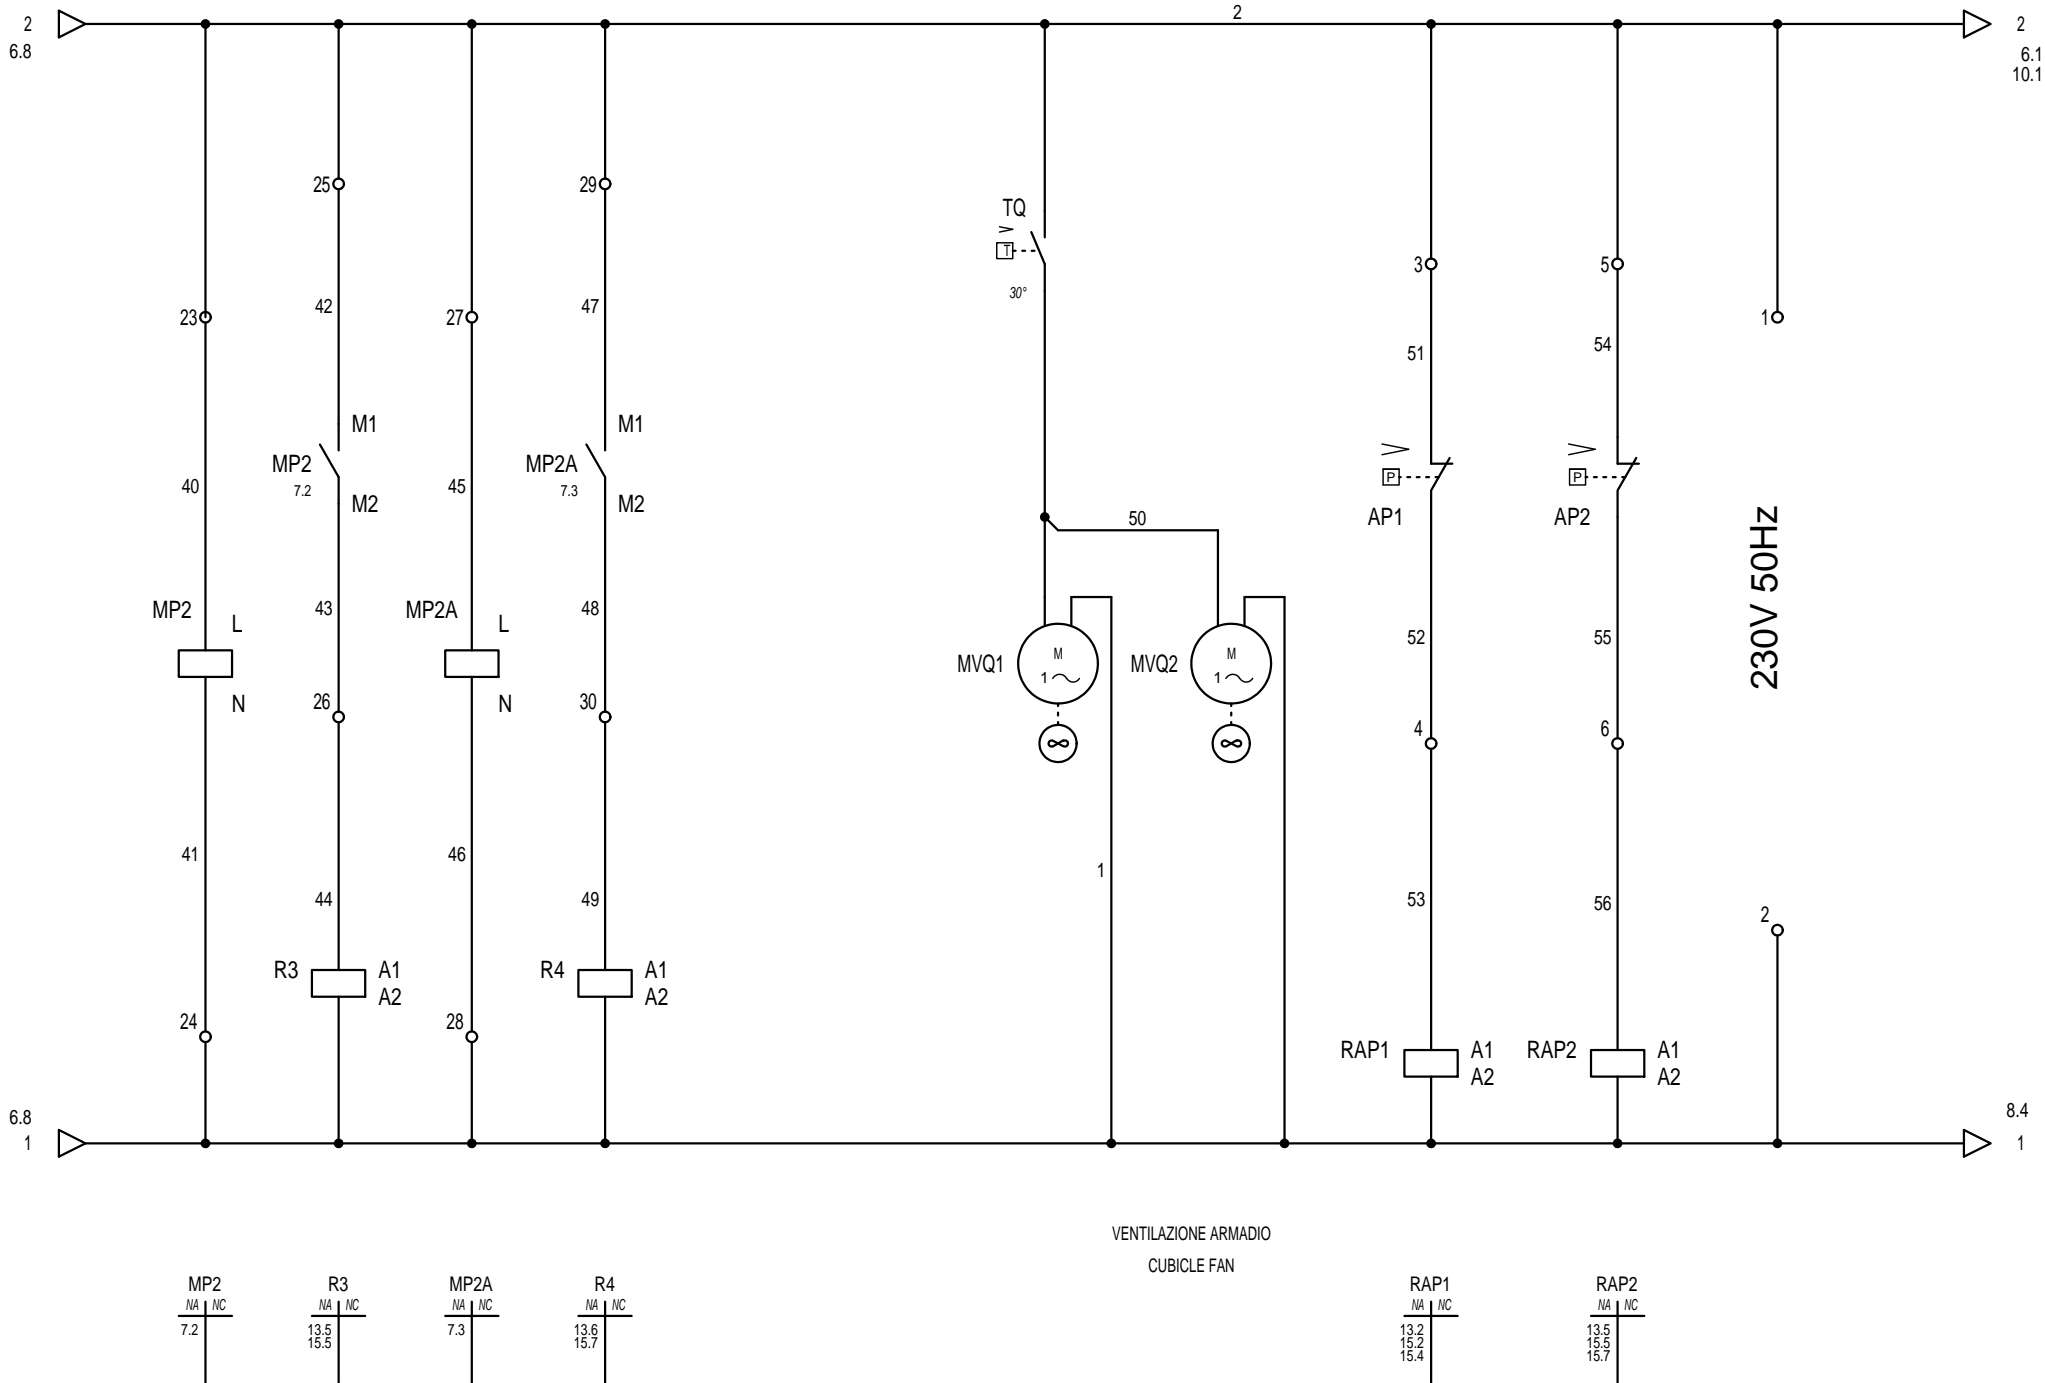 2
2
2
6.8
6.1
10.1
25
29
TQ
T
30°
3
5
23
42
27
47
1
51
54
M1
M1
MP2
7.2
MP2A
7.3
P
P
40
45
M2
M2
AP1
AP2
50
230V 50Hz
MP2
L
43
MP2A
L
48
52
55
MVQ1
M
1
MVQ2
M
1
N
26
N
30
4
6
41
46
1
44
49
53
56
2
R3
A1
A2
R4
A1
A2
24
28
RAP1
A1
A2
RAP2
A1
A2
6.8
1
8.4
1
VENTILAZIONE ARMADIO
CUBICLE FAN
MP2
NA NC
7.2
R3
NA NC
13.5
15.5
MP2A
NA NC
7.3
R4
NA NC
13.6
15.7
RAP1
NA NC
13.2
15.2
15.4
RAP2
NA NC
13.5
15.5
15.7